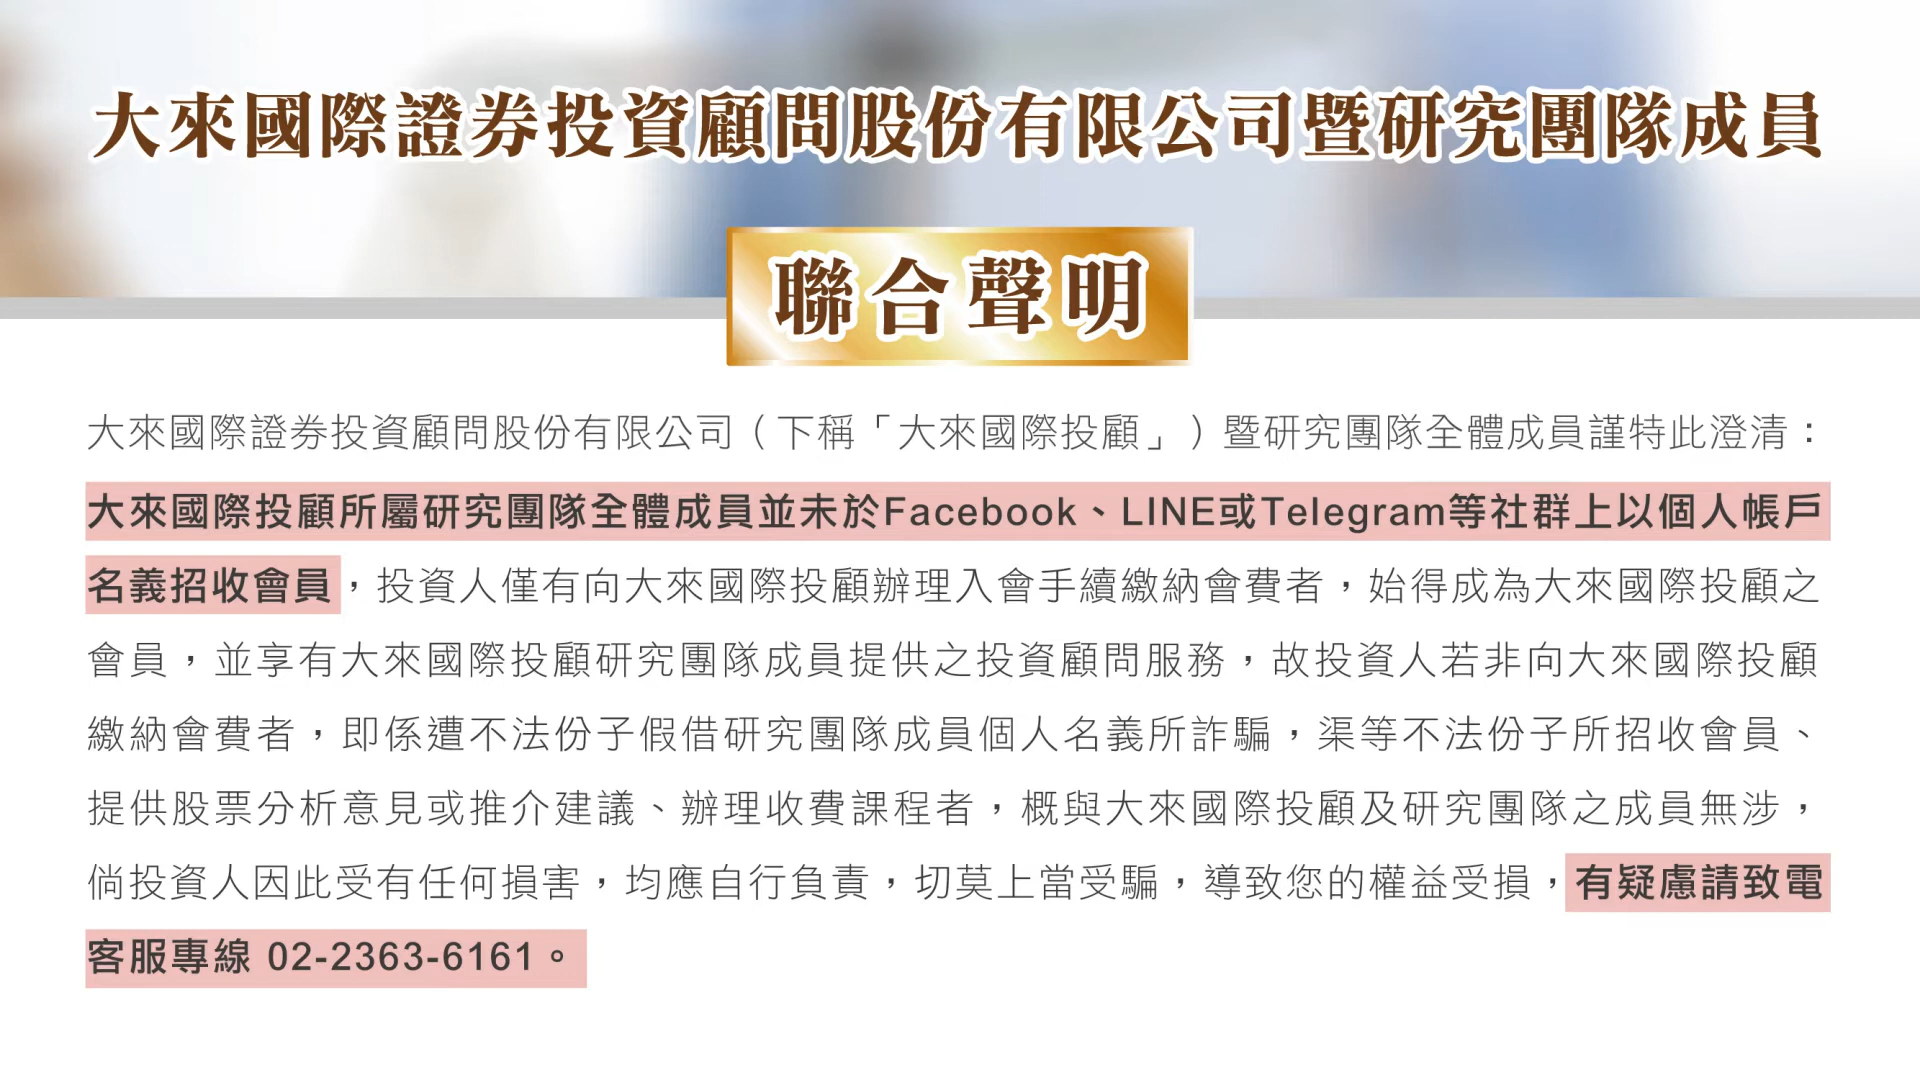 大來國際證券投資顧問股份有限公司暨研究團隊成員
聯合聲明
大來國際證券投資顧問股份有限公司（下稱「大來國際投顧」）暨研究團隊全體成員謹特此澄清：
大來國際投顧所屬研究團隊全體成員並未於Facebook、LINE或Telegram等社群上以個人帳戶
名義招收會員，投資人僅有向大來國際投顧辦理入會手續繳納會費者，始得成為大來國際投顧之
會員，並享有大來國際投顧研究團隊成員提供之投資顧問服務，故投資人若非向大來國際投顧
繳納會費者，即係遭不法份子假借研究團隊成員個人名義所詐騙，渠等不法份子所招收會員、
提供股票分析意見或推介建議、辦理收費課程者，概與大來國際投顧及研究團隊之成員無涉，
倘投資人因此受有任何損害，均應自行負責，切莫上當受騙，導致您的權益受損，有疑慮請致電
客服專線 02-2363-6161。